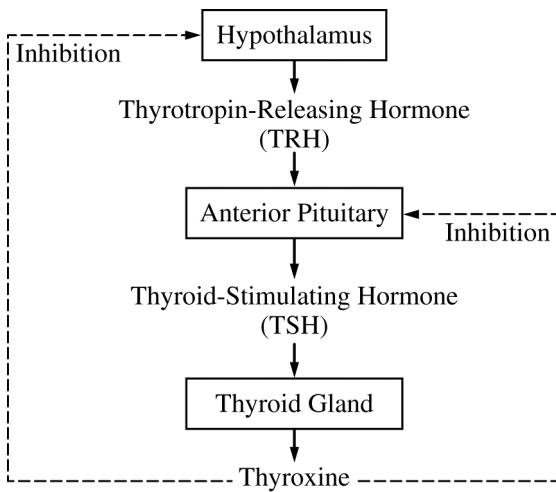 Hypothalamus
Inhibition
Thyrotropin-Releasing Hormone
(TRH)
Anterior Pituitary
Inhibition
Thyroid-Stimulating Hormone
(TSH)
Thyroid Gland
Thyroxine